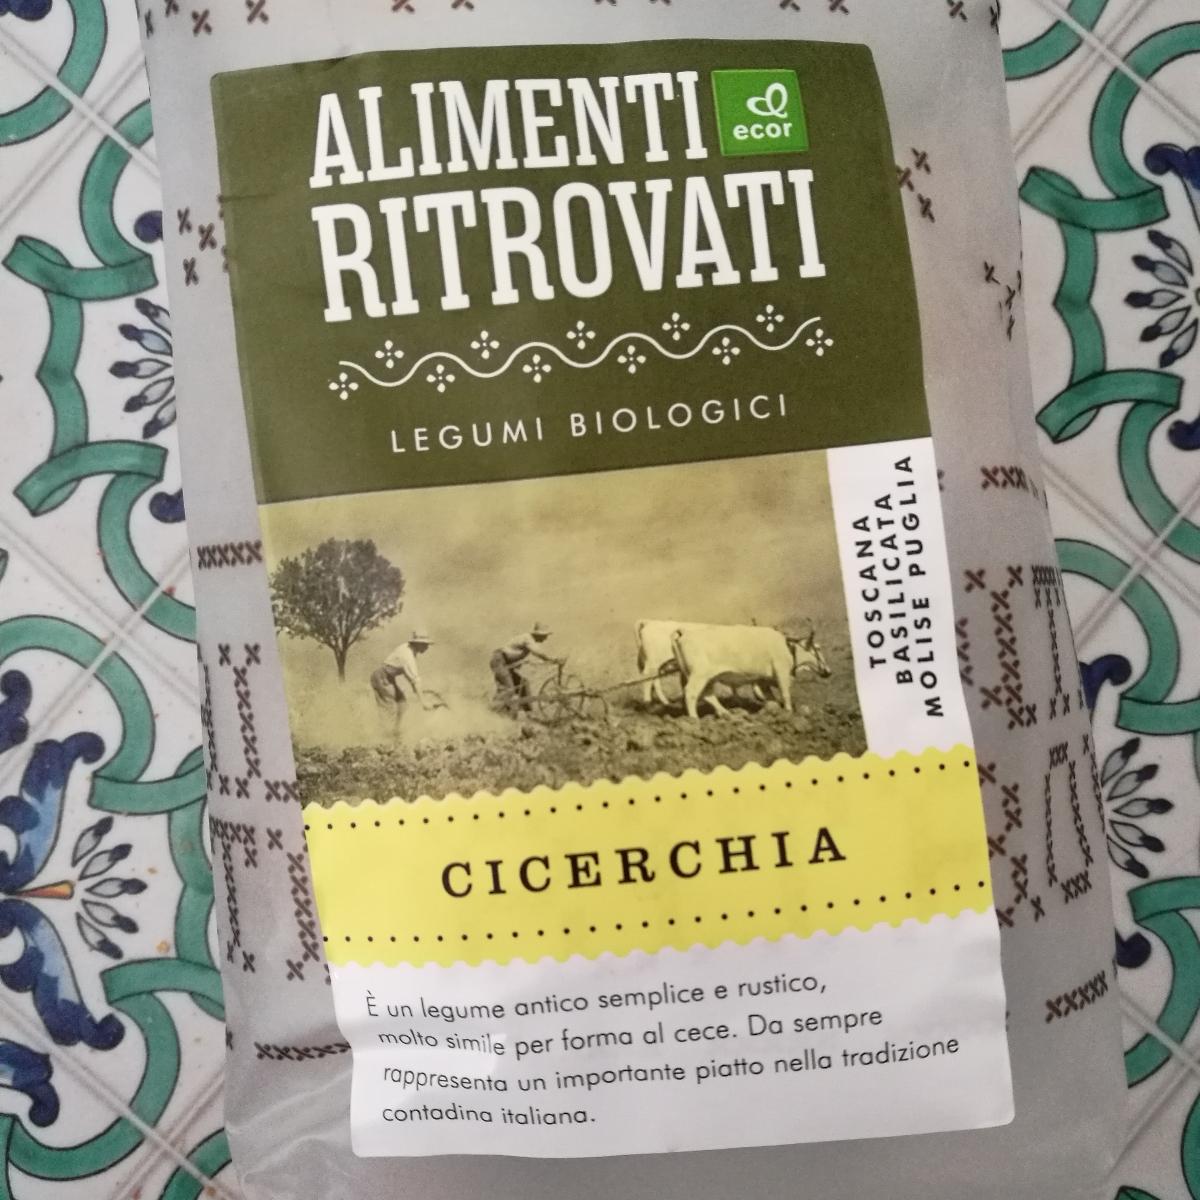 ALIMENTI
ecor
RITROVATI
LEGUMI BIOLOGICI
TOSCANA
BASILICATA
MOLISE PUGLIA
CICERCHIA
È un legume antico semplice e rustico,
molto simile per forma al cece. Da sempre
rappresenta un importante piatto nella tradizione
contadina italiana.